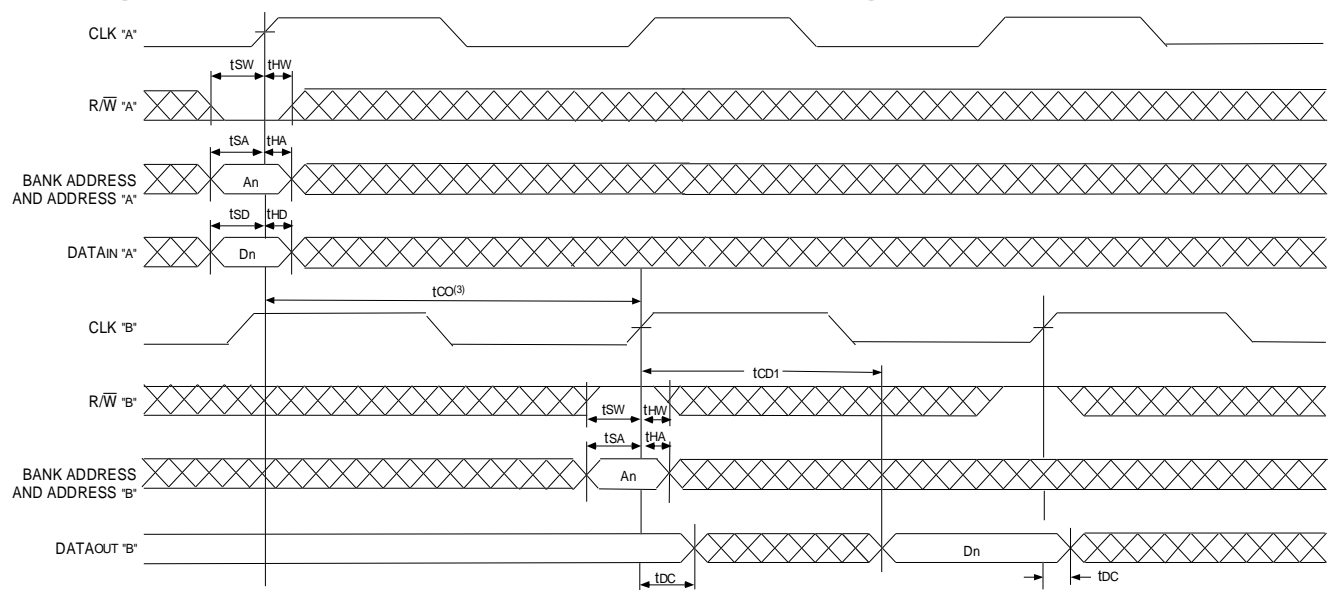 CLK "A"
tSW tHW
R/W̅ "A"
tSA tHA
BANK ADDRESS
AND ADDRESS "A"
An
tSD tHD
DATAIN "A"
Dn
tCO(3)
CLK "B"
tCD1
R/W̅ "B"
tSW tHW
tSA tHA
BANK ADDRESS
AND ADDRESS "B"
An
DATAOUT "B"
Dn
tDC
tDC